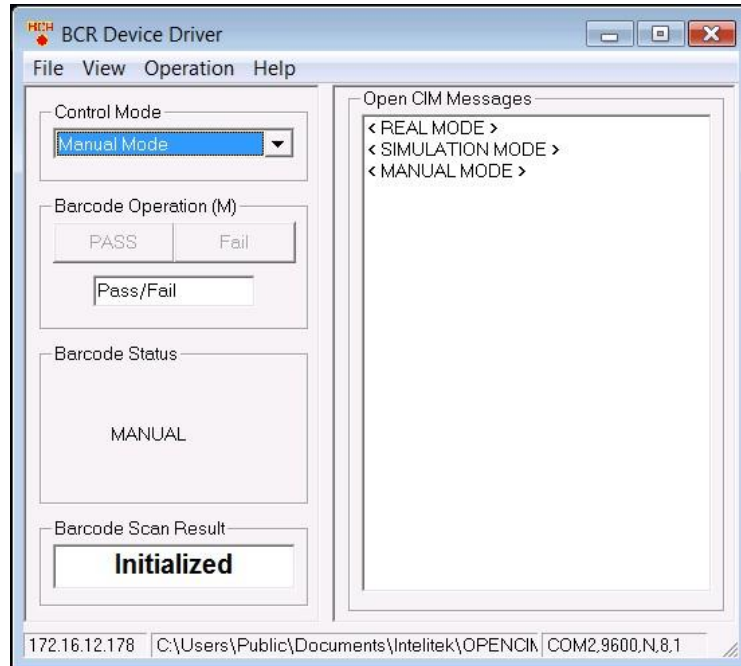 BCR
BCR Device Driver
File View Operation Help
Control Mode
Manual Mode
Barcode Operation (M)
PASS Fail
Pass/Fail
Barcode Status
MANUAL
Barcode Scan Result
Initialized
Open CIM Messages
< REAL MODE >
< SIMULATION MODE >
< MANUAL MODE >
172.16.12.178 C:\Users\Public\Documents\Intelitek\OPENCIM COM2,9600,N,8,1